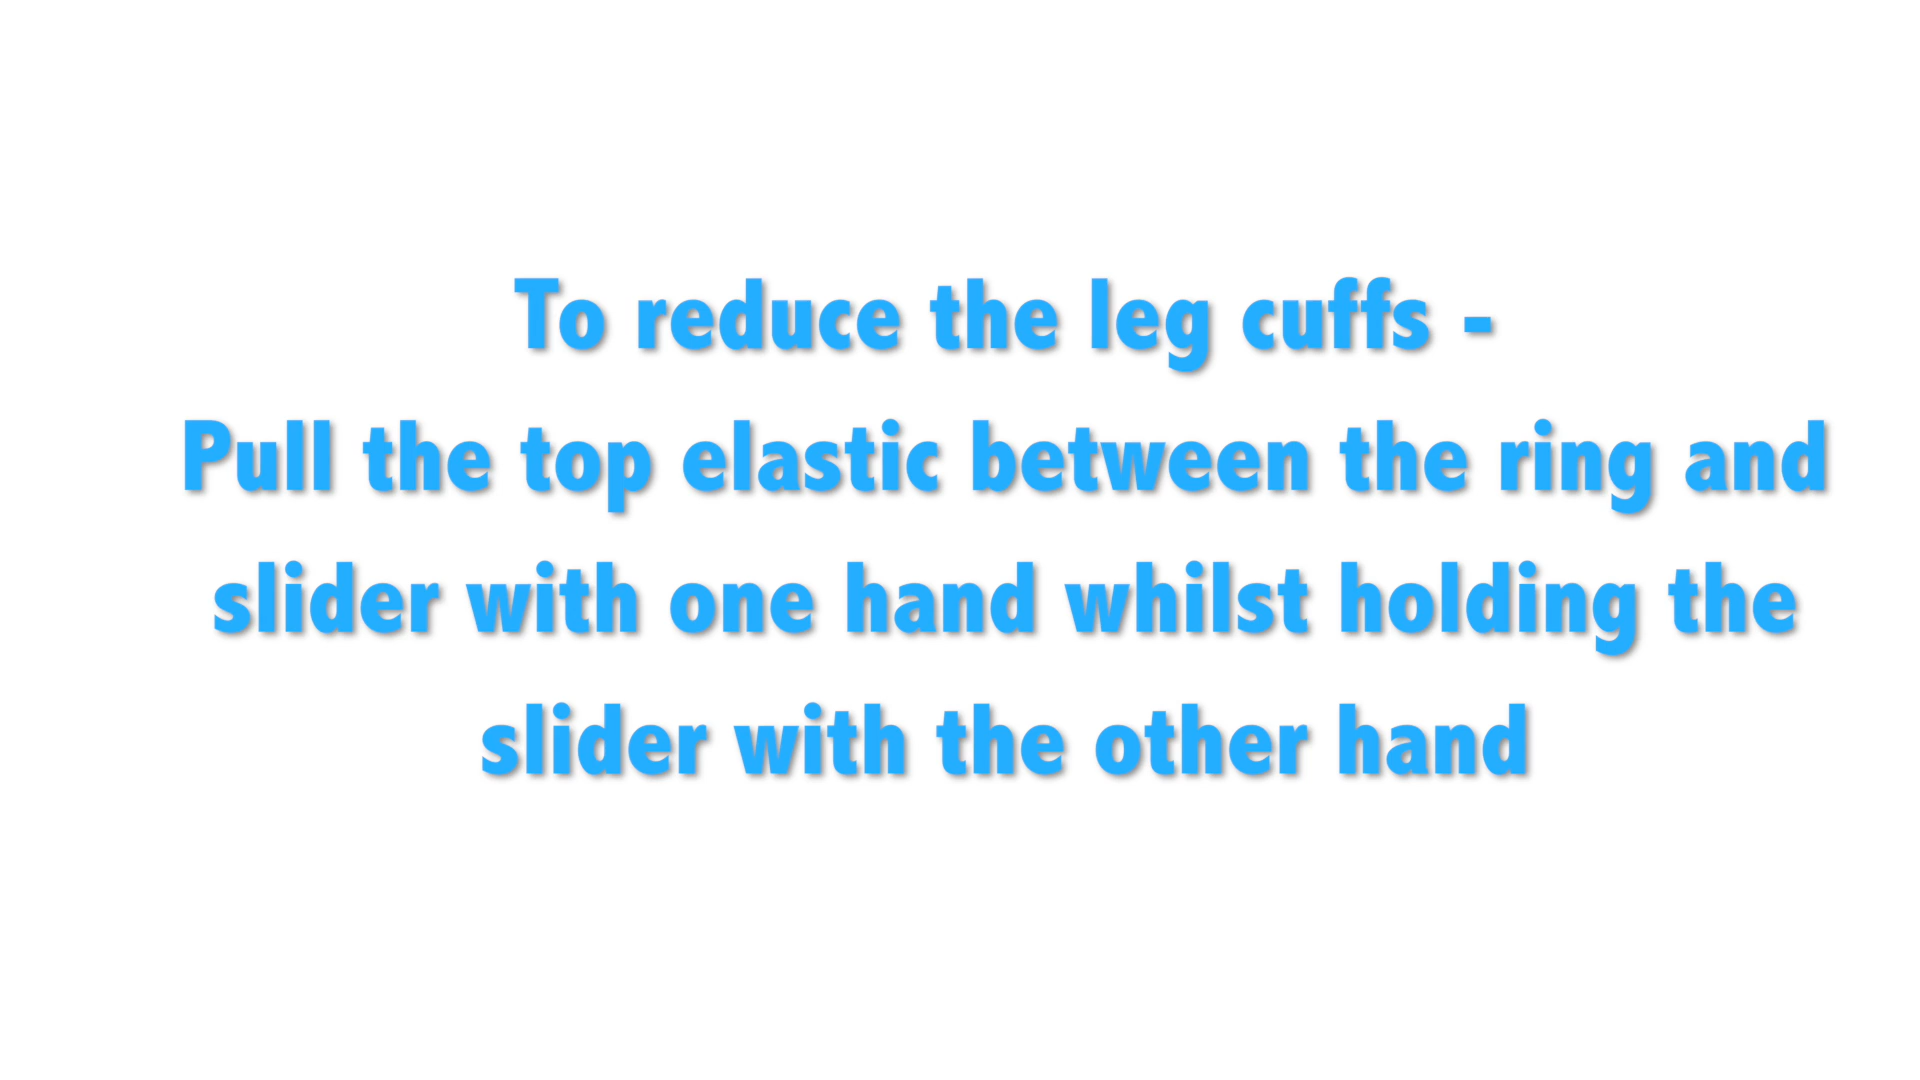 To reduce the leg cuffs -
Pull the top elastic between the ring and
slider with one hand whilst holding the
slider with the other hand